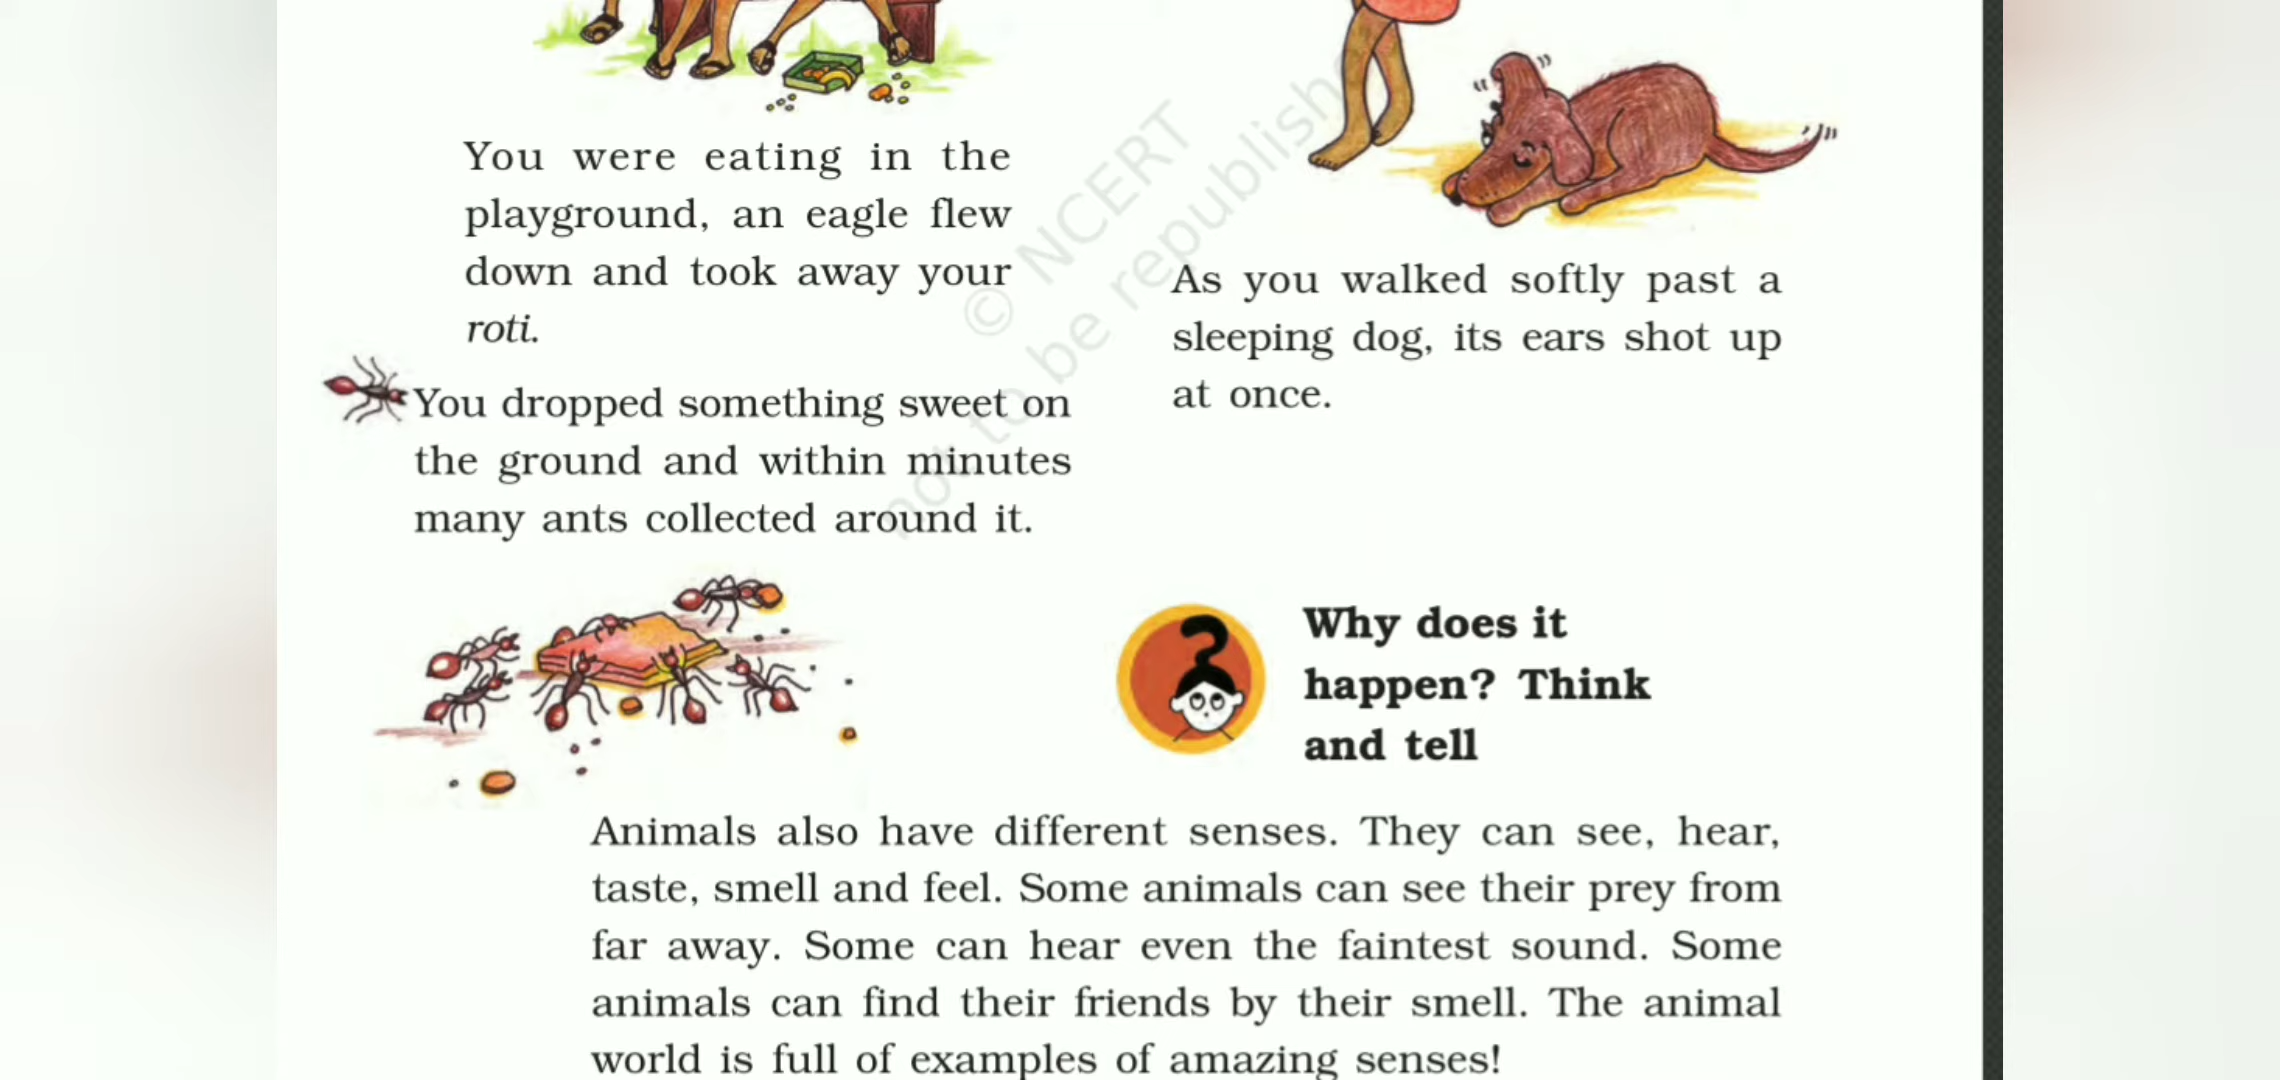 You were eating in the
playground, an eagle flew
down and took away your
roti.
You dropped something sweet on
the ground and within minutes
many ants collected around it.
As you walked softly past a
sleeping dog, its ears shot up
at once.
Why does it
happen? Think
and tell
Animals also have different senses. They can see, hear,
taste, smell and feel. Some animals can see their prey from
far away. Some can hear even the faintest sound. Some
animals can find their friends by their smell. The animal
world is full of examples of amazing senses!
© NCERT
not to be republish